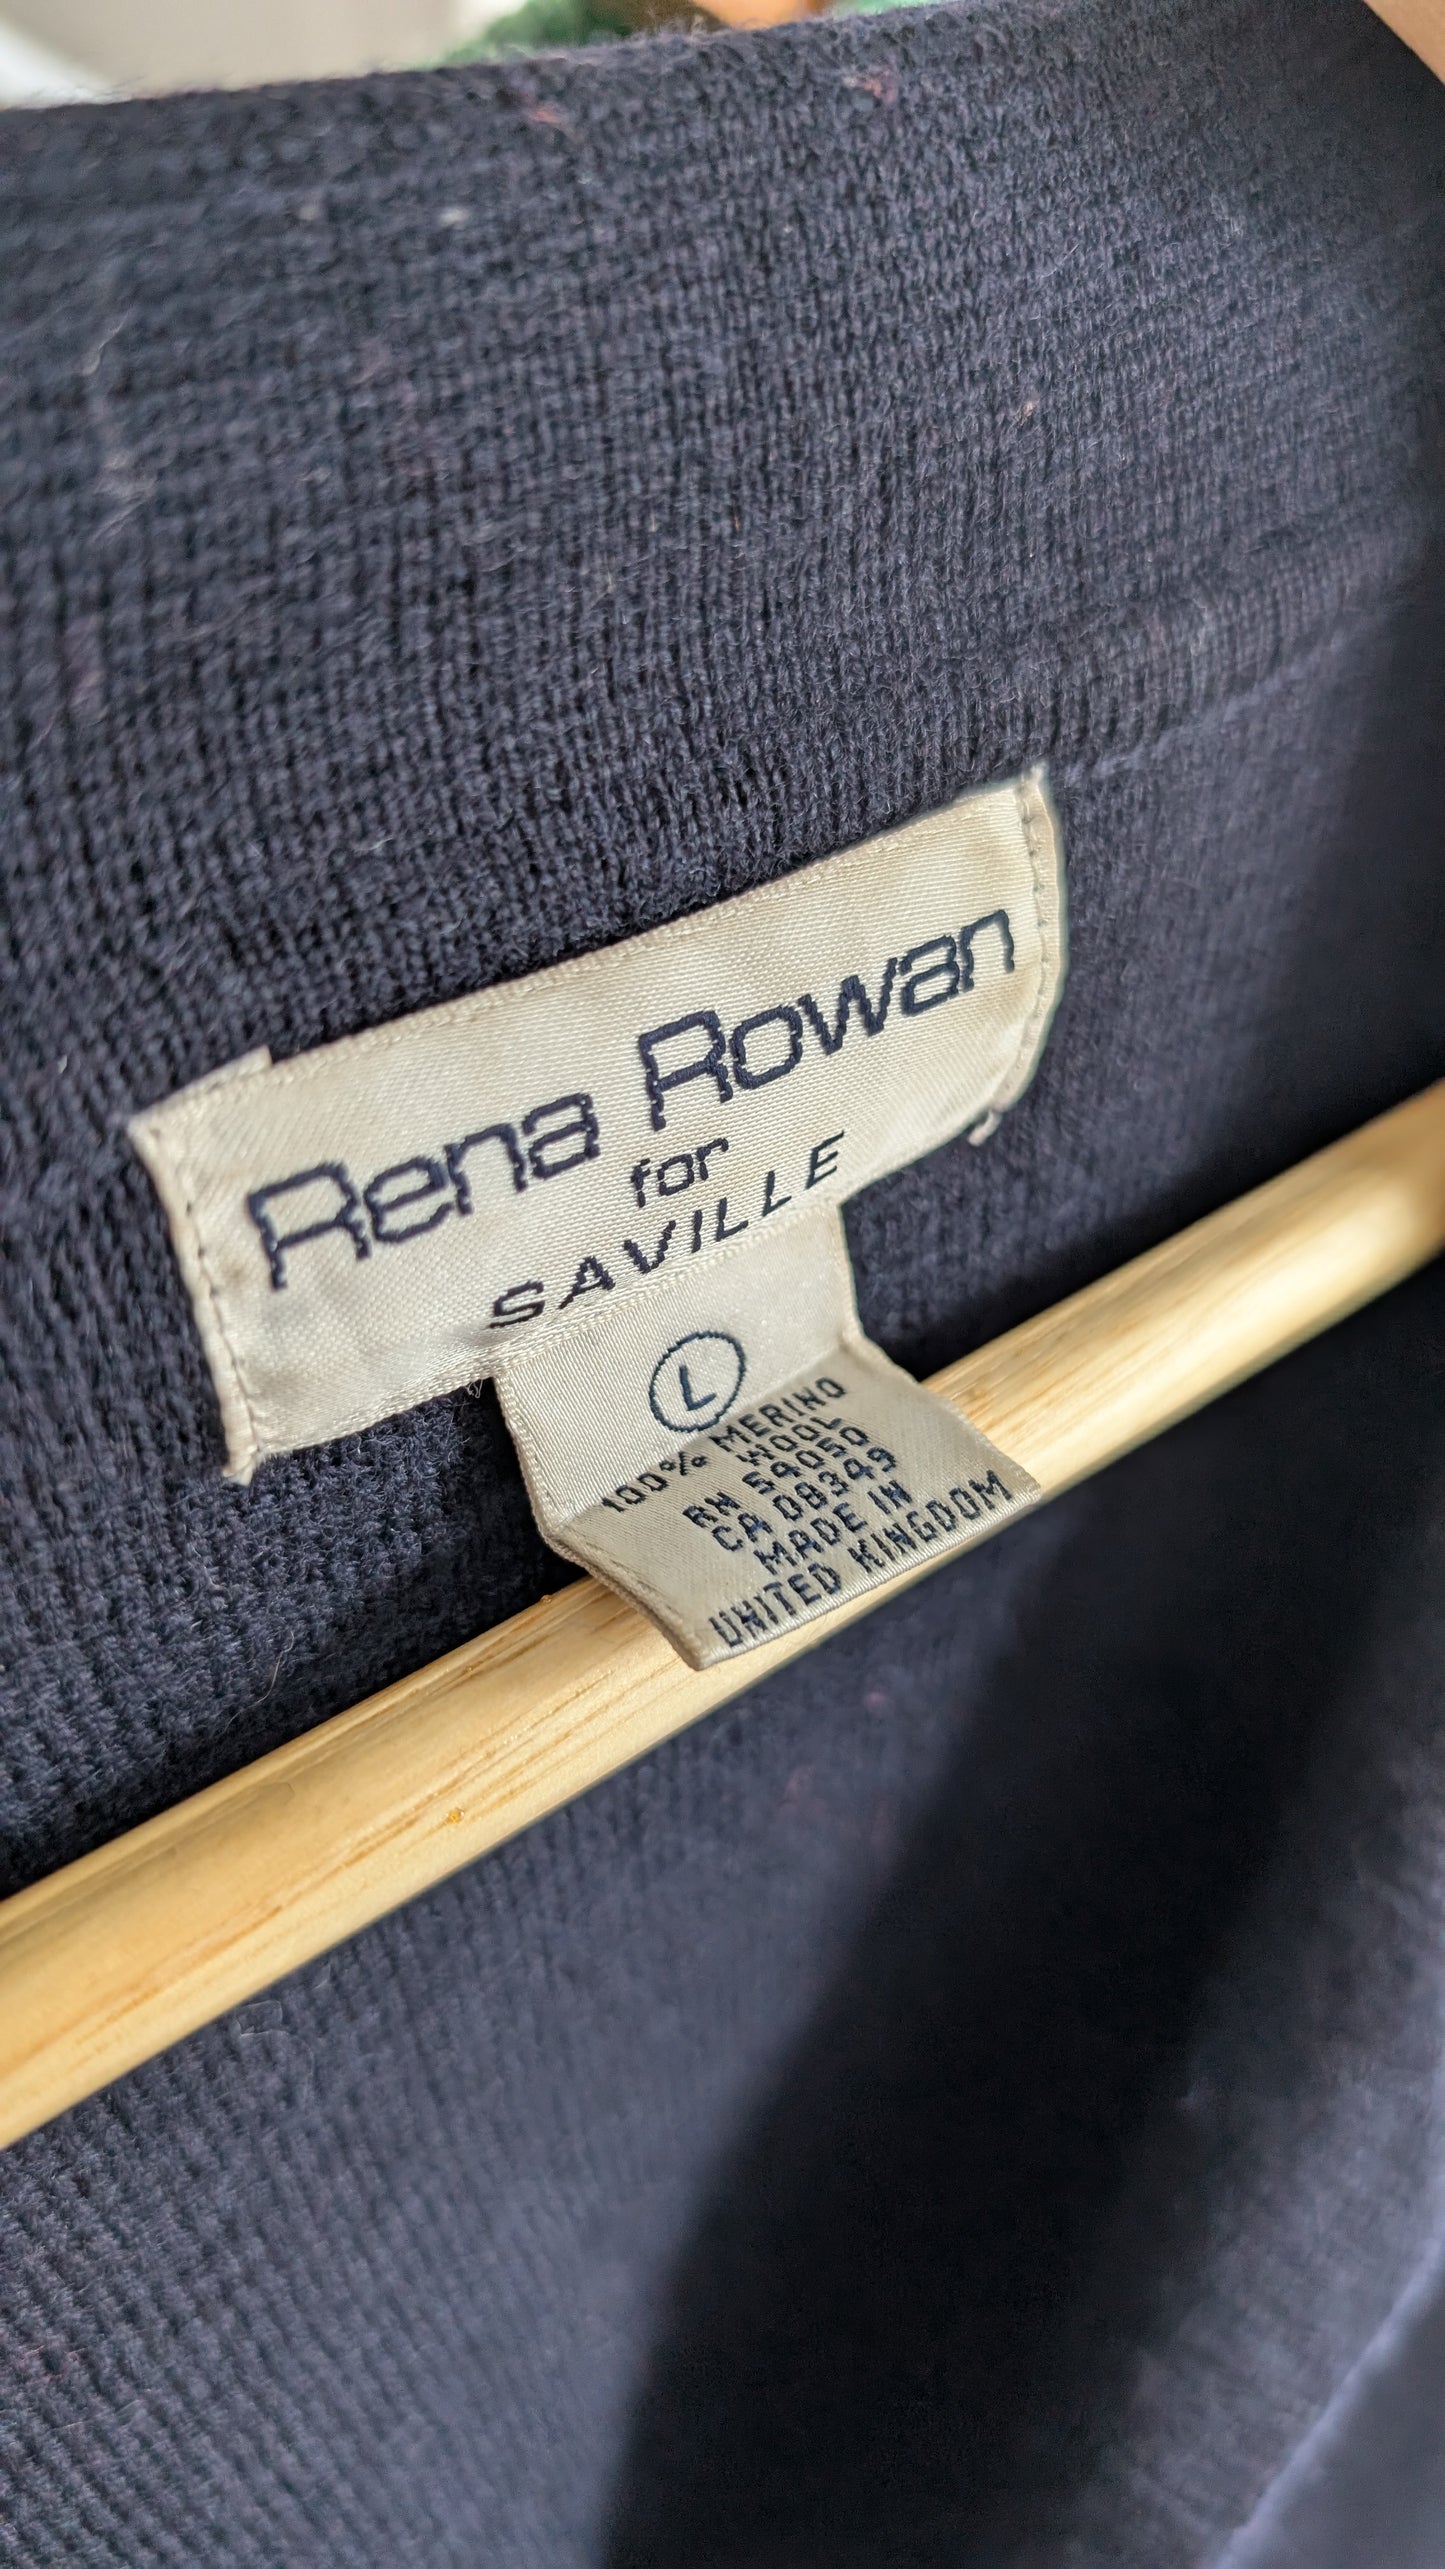 Rena Rowan
for
SAVILLE
L
100% MERINO
WOOL
RN 54050
CA 08349
MADE IN
UNITED KINGDOM